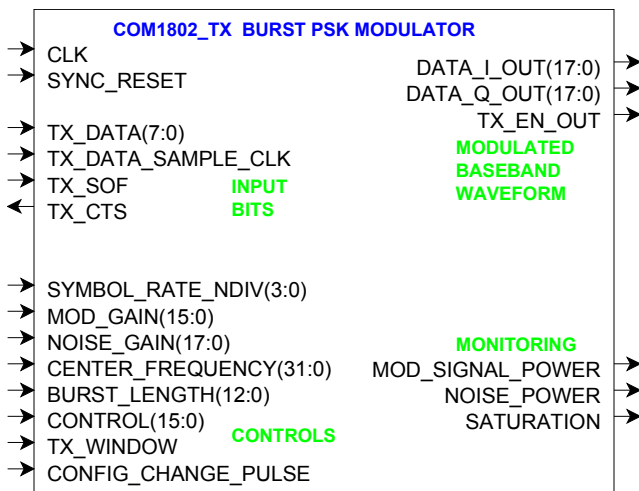 COM1802_TX BURST PSK MODULATOR
CLK
SYNC_RESET
TX_DATA(7:0)
TX_DATA_SAMPLE_CLK
TX_SOF
TX_CTS
INPUT
BITS
DATA_I_OUT(17:0)
DATA_Q_OUT(17:0)
TX_EN_OUT
MODULATED
BASEBAND
WAVEFORM
SYMBOL_RATE_NDIV(3:0)
MOD_GAIN(15:0)
NOISE_GAIN(17:0)
CENTER_FREQUENCY(31:0)
BURST_LENGTH(12:0)
CONTROL(15:0)
TX_WINDOW
CONFIG_CHANGE_PULSE
CONTROLS
MONITORING
MOD_SIGNAL_POWER
NOISE_POWER
SATURATION